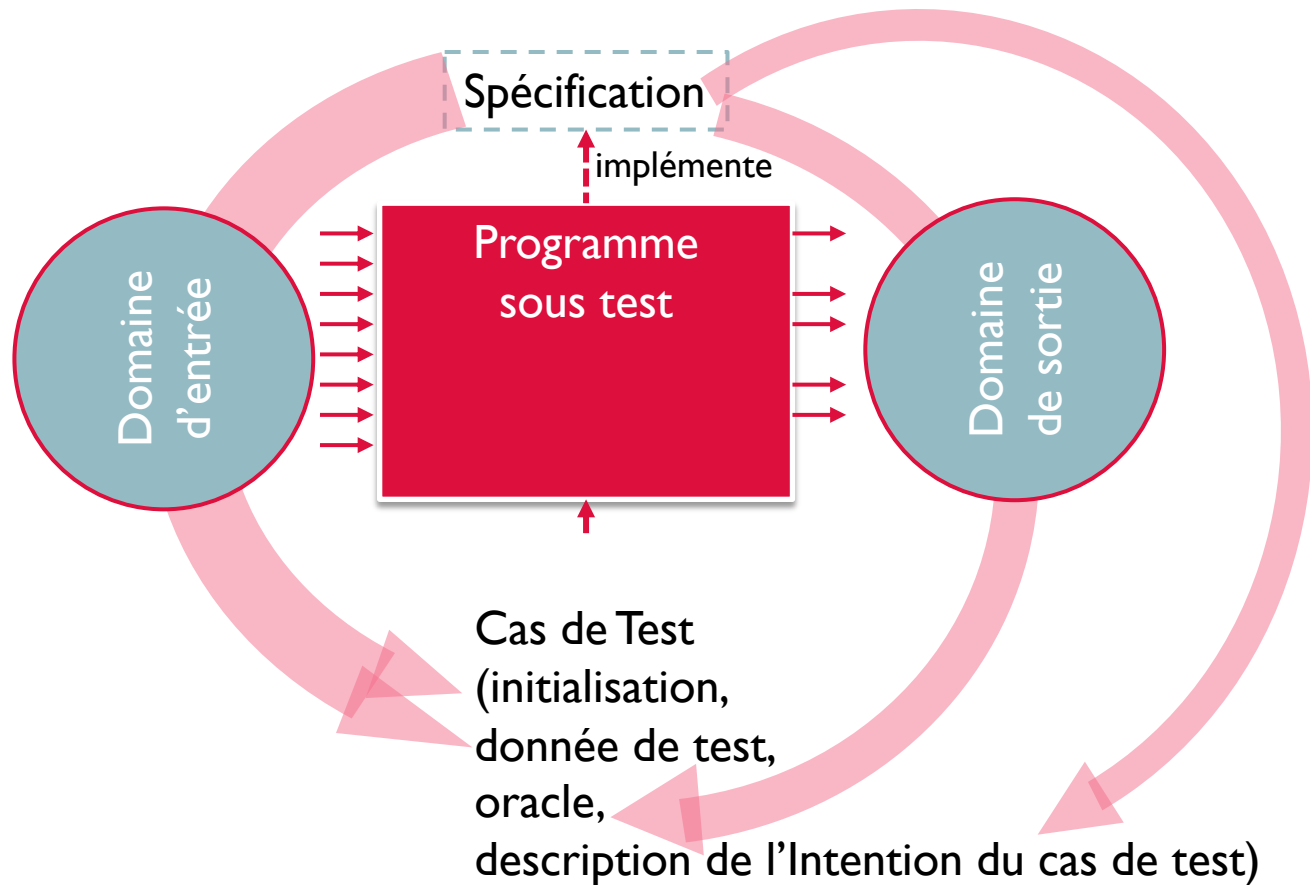 Spécification
implémente
Programme
sous test
Domaine
d'entrée
Domaine
de sortie
Cas de Test
(initialisation,
donnée de test,
oracle,
description de l'Intention du cas de test)